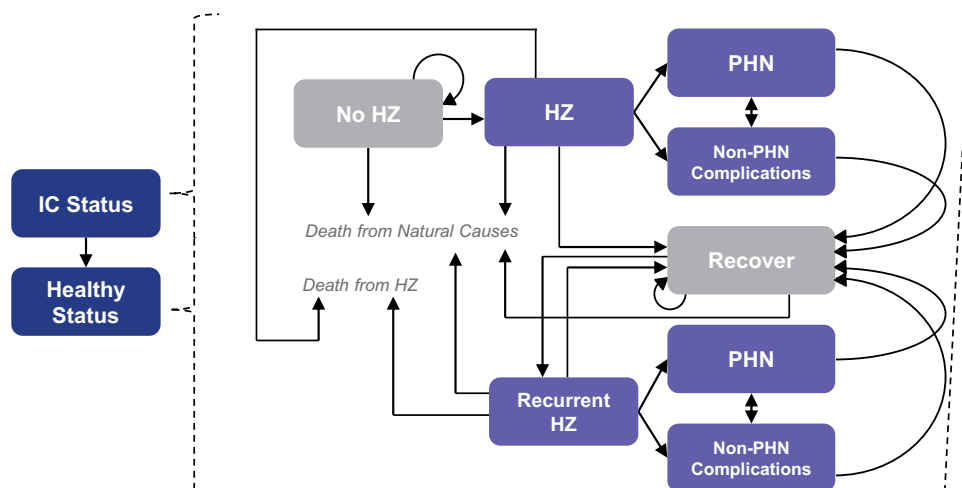 IC Status
Healthy
Status
No HZ
HZ
PHN
Non-PHN
Complications
Death from Natural Causes
Death from HZ
Recover
Recurrent
HZ
PHN
Non-PHN
Complications